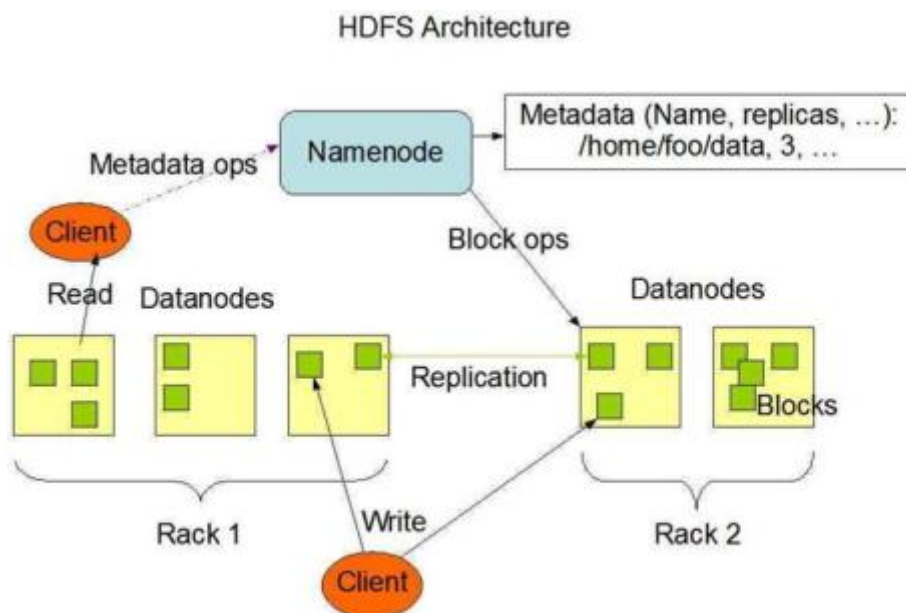 HDFS Architecture
Metadata (Name, replicas, …):
/home/foo/data, 3, …
Namenode
Metadata ops
Client
Block ops
Read
Datanodes
Datanodes
Replication
Blocks
Rack 1
Write
Rack 2
Client